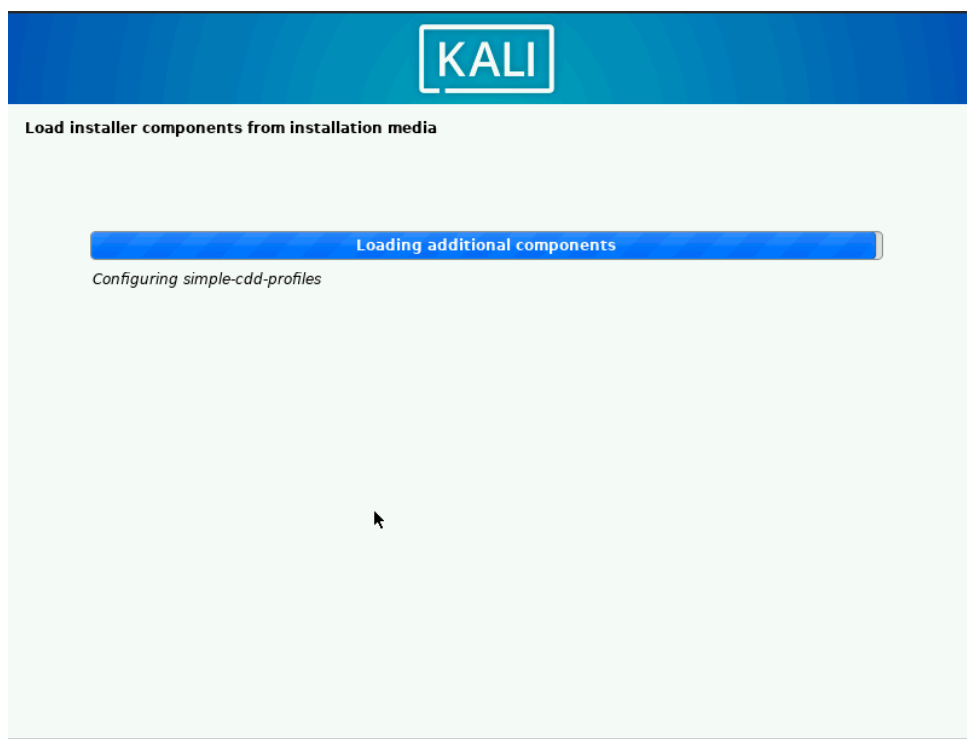 KALI
Load installer components from installation media
Loading additional components
Configuring simple-cdd-profiles